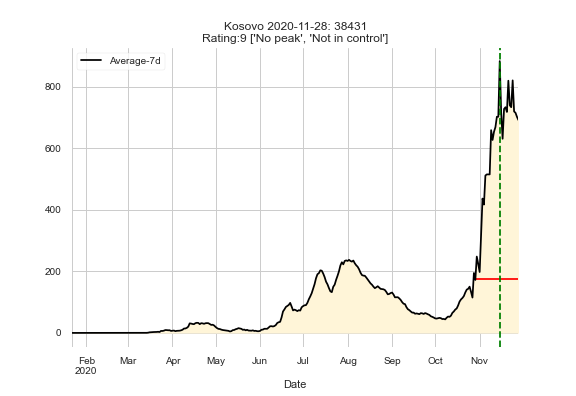 Kosovo 2020-11-28: 38431
Rating:9 ['No peak', 'Not in control']
Average-7d
800
600
400
200
0
Feb Mar Apr May Jun Jul Aug Sep Oct Nov
2020
Date